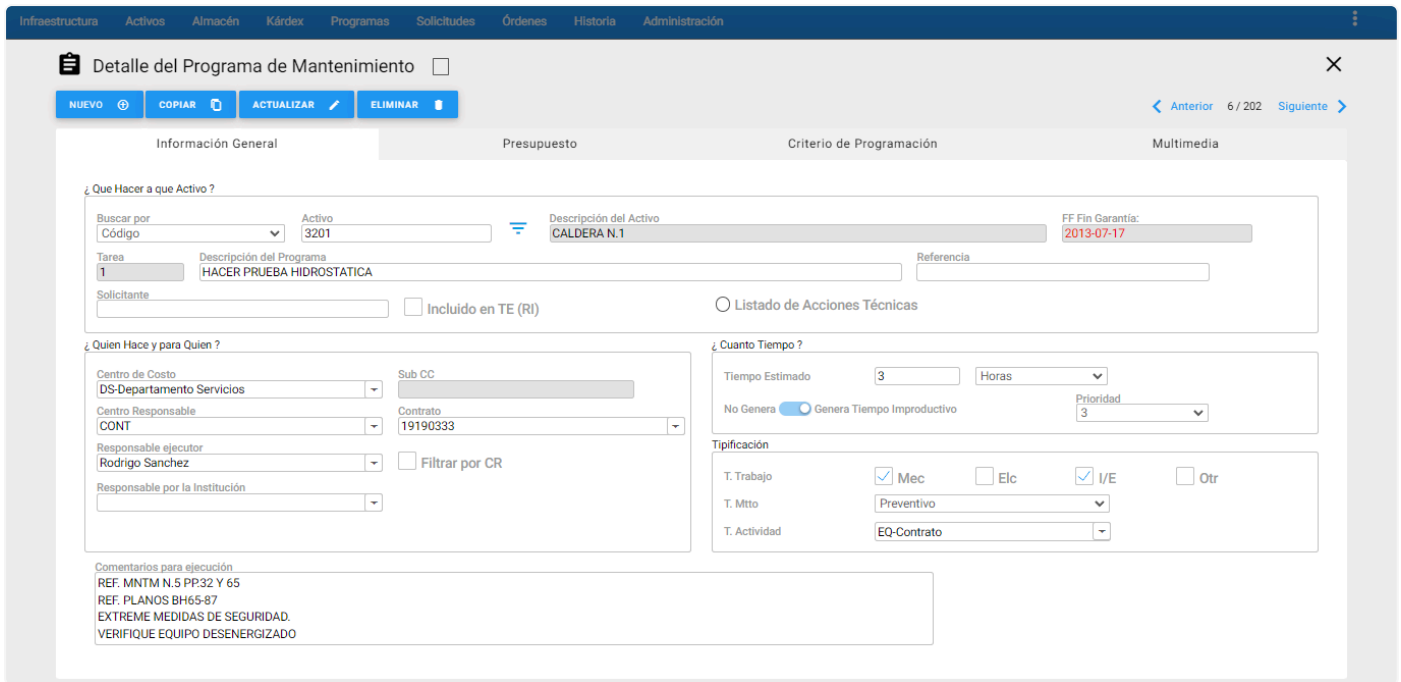 Infraestructura Activos Almacén Kárdex Programas Solicitudes Órdenes Historia Administración
Detalle del Programa de Mantenimiento
NUEVO COPIAR ACTUALIZAR ELIMINAR
Anterior 6 / 202 Siguiente
Información General Presupuesto Criterio de Programación Multimedia
¿ Que Hacer a que Activo ?
Buscar por Activo Descripción del Activo FF Fin Garantía:
Código 3201 CALDERA N.1 2013-07-17
Tarea Descripción del Programa Referencia
1 HACER PRUEBA HIDROSTATICA
Solicitante
Incluido en TE (RI) Listado de Acciones Técnicas
¿ Quien Hace y para Quien ?
Centro de Costo Sub CC
DS-Departamento Servicios
Centro Responsable Contrato
CONT 19190333
Responsable ejecutor
Rodrigo Sanchez Filtrar por CR
Responsable por la Institución
¿ Cuanto Tiempo ?
Tiempo Estimado 3 Horas
Prioridad
No Genera Genera Tiempo Improductivo 3
Tipificación
T. Trabajo Mec Elc I/E Otr
T. Mtto Preventivo
T. Actividad EQ-Contrato
Comentarios para ejecución
REF. MNTM N.5 PP.32 Y 65
REF. PLANOS BH65-87
EXTREME MEDIDAS DE SEGURIDAD.
VERIFIQUE EQUIPO DESENERGIZADO